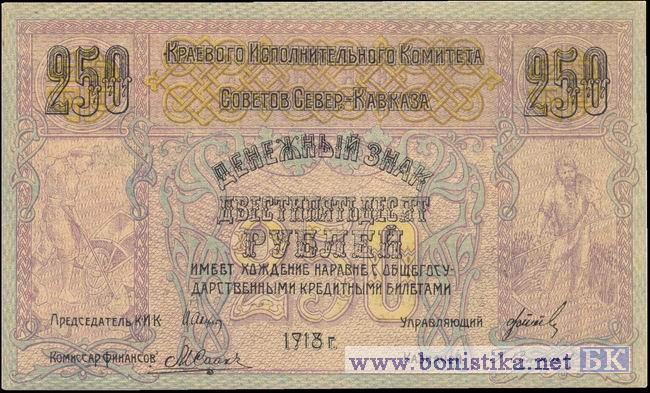 250 250
Краевого Исполнительного Комитета
Советов Север.-Кавказа
ДЕНЕЖНЫЙ ЗНАК
ДВЕСТИПЯТЬДЕСЯТ
РУБЛЕЙ
250
ИМЕЕТ ХОЖДЕНИЕ НАРАВНЕ С ОБЩЕГОСУ-
ДАРСТВЕННЫМИ КРЕДИТНЫМИ БИЛЕТАМИ
Председатель КИК Управляющий
1918 г.
Комиссар финансов
www.bonistika.net БК